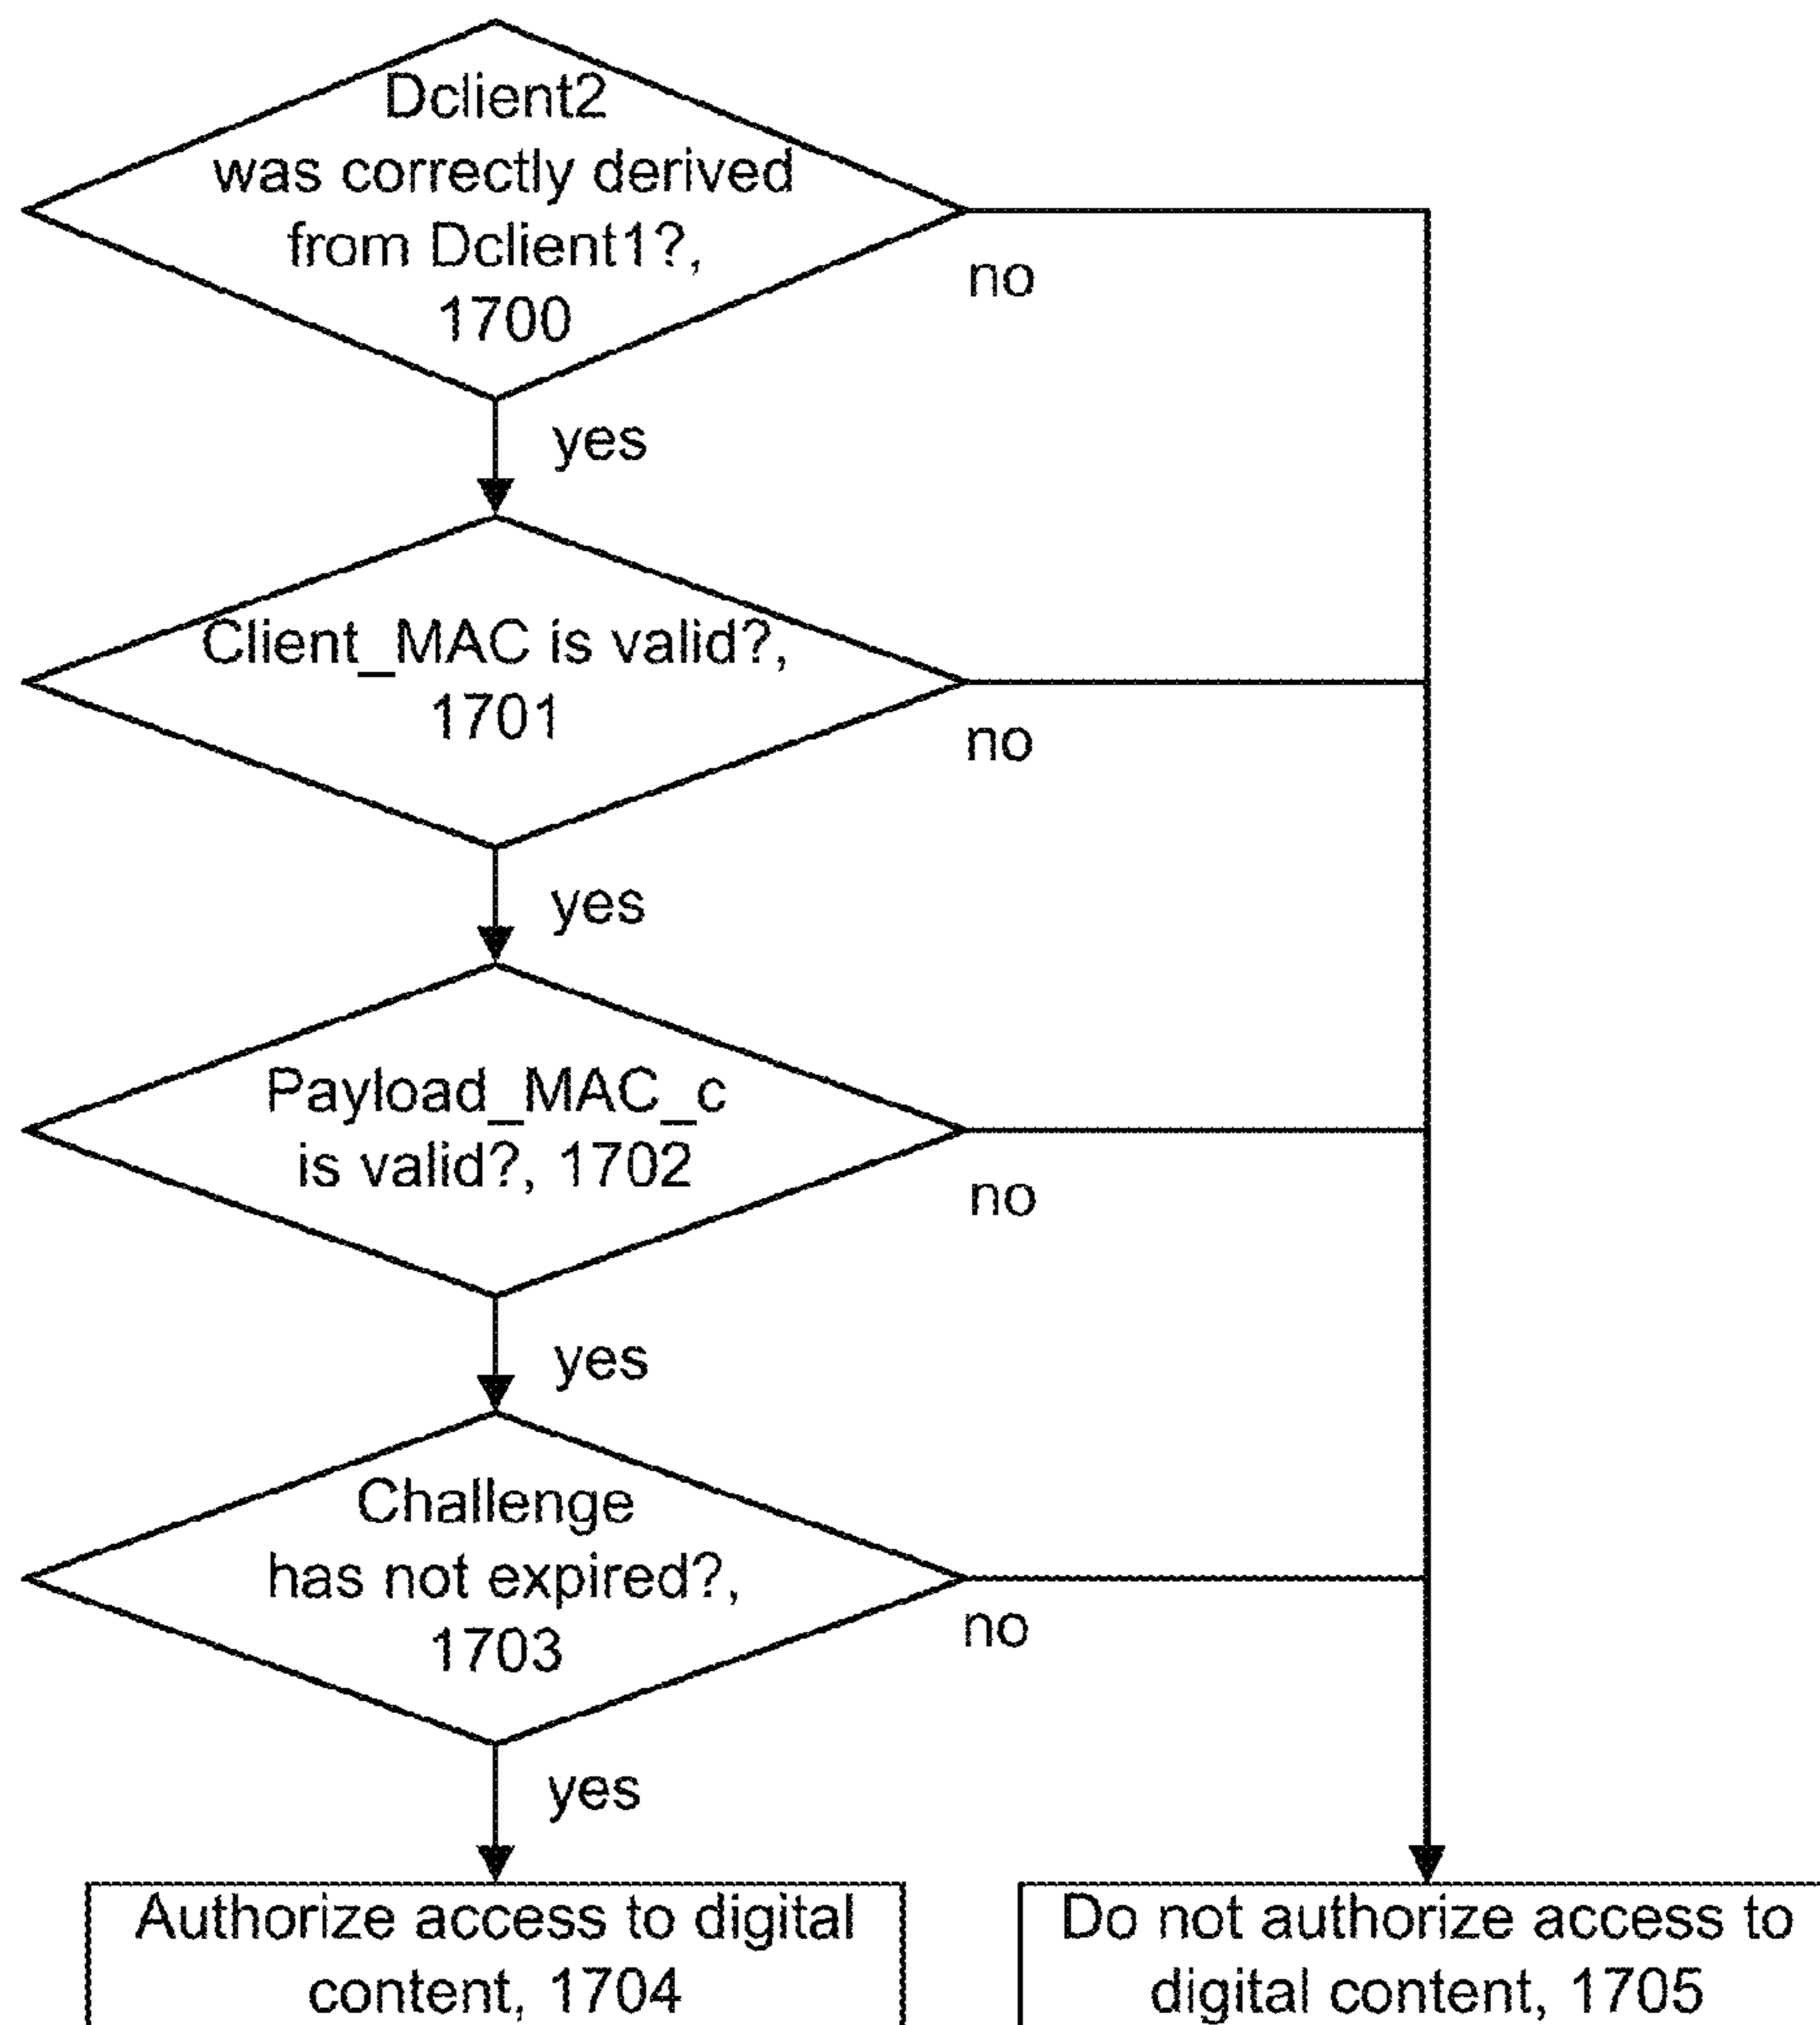 Dclient2
was correctly derived
from Dclient1?,
1700
no
yes
Client_MAC is valid?,
1701
no
yes
Payload_MAC_c
is valid?, 1702
no
yes
Challenge
has not expired?,
1703
no
yes
Authorize access to digital
content, 1704
Do not authorize access to
digital content, 1705